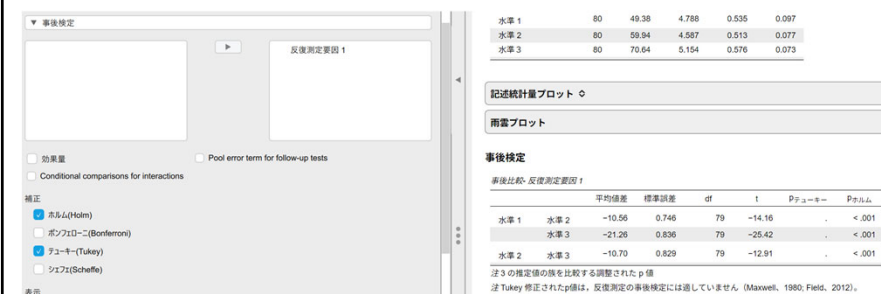 ▼ 事後検定
反復測定要因 1
効果量
Pool error term for follow-up tests
Conditional comparisons for interactions
補正
ホルム(Holm)
ボンフェローニ(Bonferroni)
テューキー(Tukey)
シェフェ(Scheffe)
表示
水準 1 80 49.38 4.788 0.535 0.097
水準 2 80 59.94 4.587 0.513 0.077
水準 3 80 70.64 5.154 0.576 0.073
記述統計量プロット
雨雲プロット
事後検定
事後比較- 反復測定要因 1
平均値差 標準誤差 df t pテューキー pホルム
水準 1 水準 2 −10.56 0.746 79 −14.16 . < .001
水準 3 −21.26 0.836 79 −25.42 . < .001
水準 2 水準 3 −10.70 0.829 79 −12.91 . < .001
注 3 の推定値の族を比較する調整された p 値
注 Tukey 修正されたp値は，反復測定の事後検定には適していません（Maxwell、1980; Field、2012）。